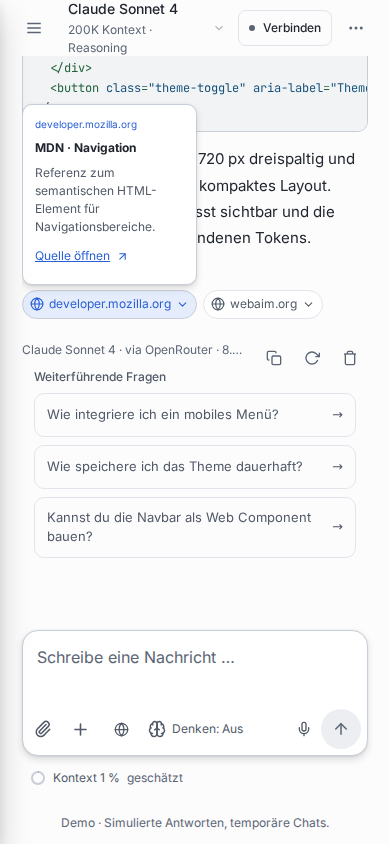 Claude Sonnet 4
200K Kontext ·
Reasoning
Verbinden
</div>
<button class="theme-toggle" aria-label="Theme
developer.mozilla.org
MDN · Navigation
Referenz zum
semantischen HTML-
Element für
Navigationsbereiche.
Quelle öffnen
720 px dreispaltig und
kompaktes Layout.
sst sichtbar und die
ndenen Tokens.
developer.mozilla.org
webaim.org
Claude Sonnet 4 · via OpenRouter · 8....
Weiterführende Fragen
Wie integriere ich ein mobiles Menü? →
Wie speichere ich das Theme dauerhaft? →
Kannst du die Navbar als Web Component
bauen? →
Schreibe eine Nachricht ...
Denken: Aus
Kontext 1 % geschätzt
Demo · Simulierte Antworten, temporäre Chats.